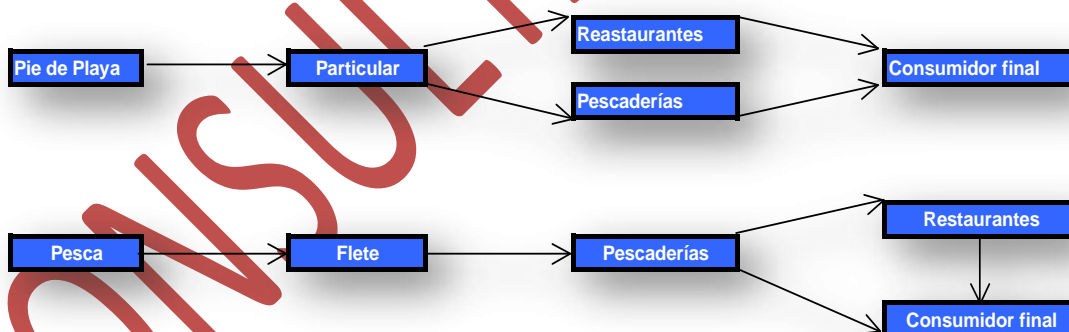 Reastaurantes
Pie de Playa
Particular
Consumidor final
Pescaderías
Restaurantes
Pesca
Flete
Pescaderías
Consumidor final